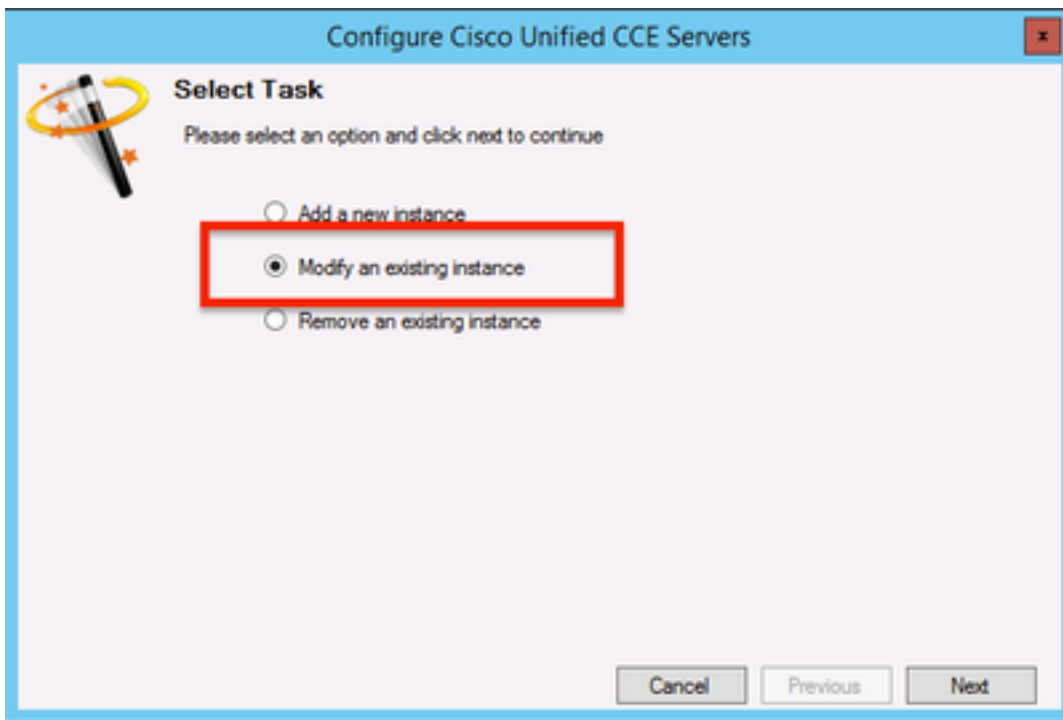 Configure Cisco Unified CCE Servers
x
Select Task
Please select an option and click next to continue
Add a new instance
Modify an existing instance
Remove an existing instance
Cancel Previous Next